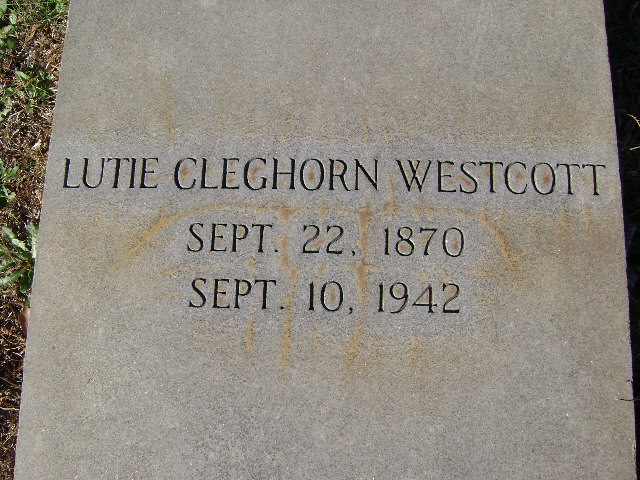 LUTIE CLEGHORN WESTCOTT
SEPT. 22, 1870
SEPT. 10, 1942